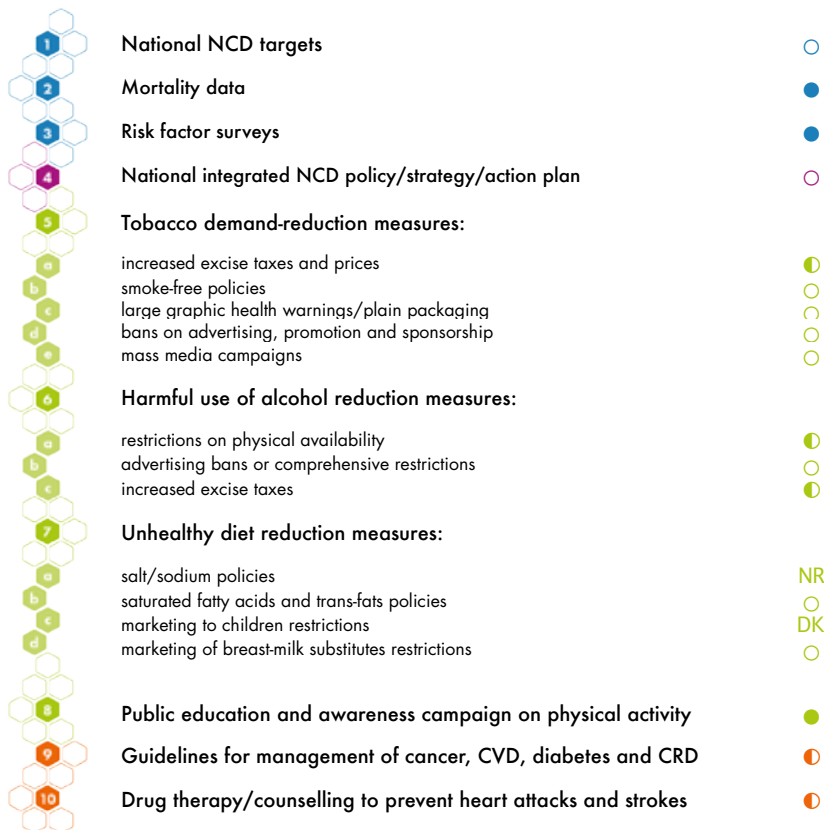 1 National NCD targets
2 Mortality data
3 Risk factor surveys
4 National integrated NCD policy/strategy/action plan
5 Tobacco demand-reduction measures:
a increased excise taxes and prices
b smoke-free policies
c large graphic health warnings/plain packaging
d bans on advertising, promotion and sponsorship
e mass media campaigns
6 Harmful use of alcohol reduction measures:
a restrictions on physical availability
b advertising bans or comprehensive restrictions
c increased excise taxes
7 Unhealthy diet reduction measures:
a salt/sodium policies NR
b saturated fatty acids and trans-fats policies
c marketing to children restrictions DK
d marketing of breast-milk substitutes restrictions
8 Public education and awareness campaign on physical activity
9 Guidelines for management of cancer, CVD, diabetes and CRD
10 Drug therapy/counselling to prevent heart attacks and strokes